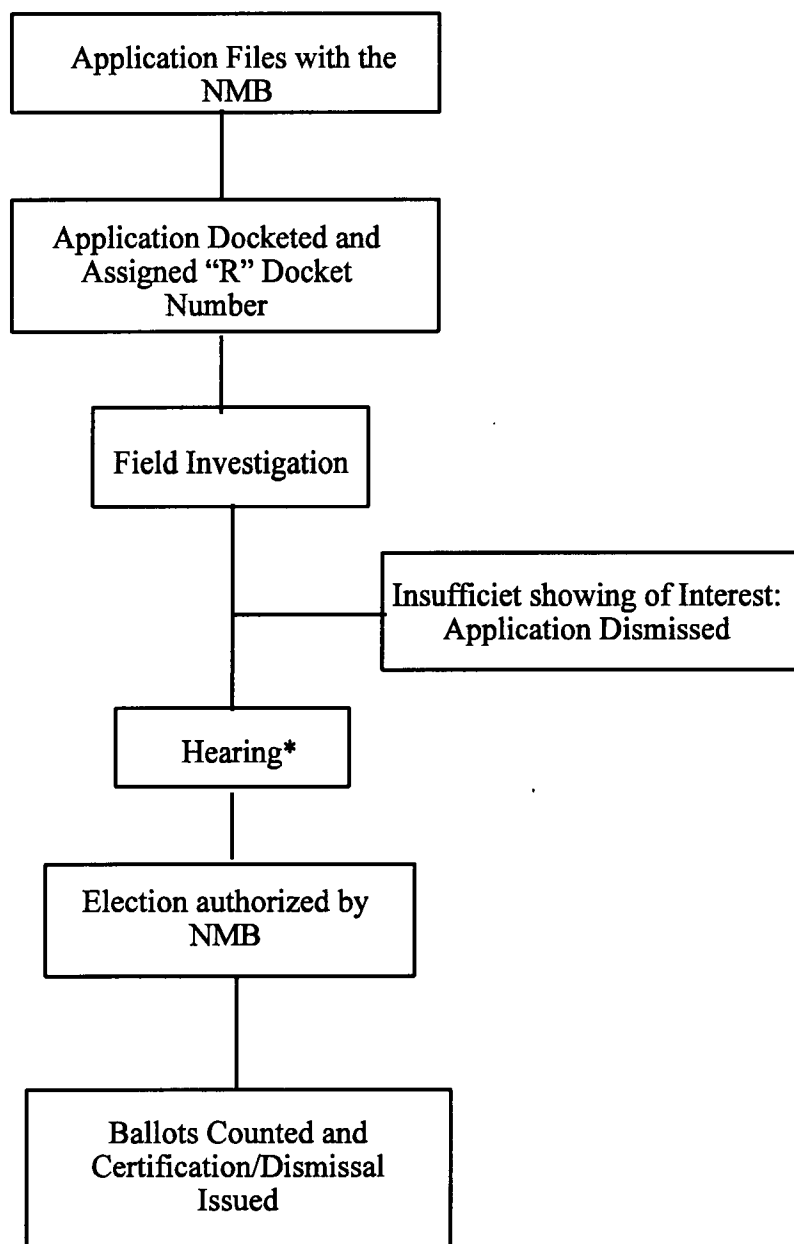 Application Files with the
NMB
Application Docketed and
Assigned “R” Docket
Number
Field Investigation
Insufficiet showing of Interest:
Application Dismissed
Hearing*
Election authorized by
NMB
Ballots Counted and
Certification/Dismissal
Issued